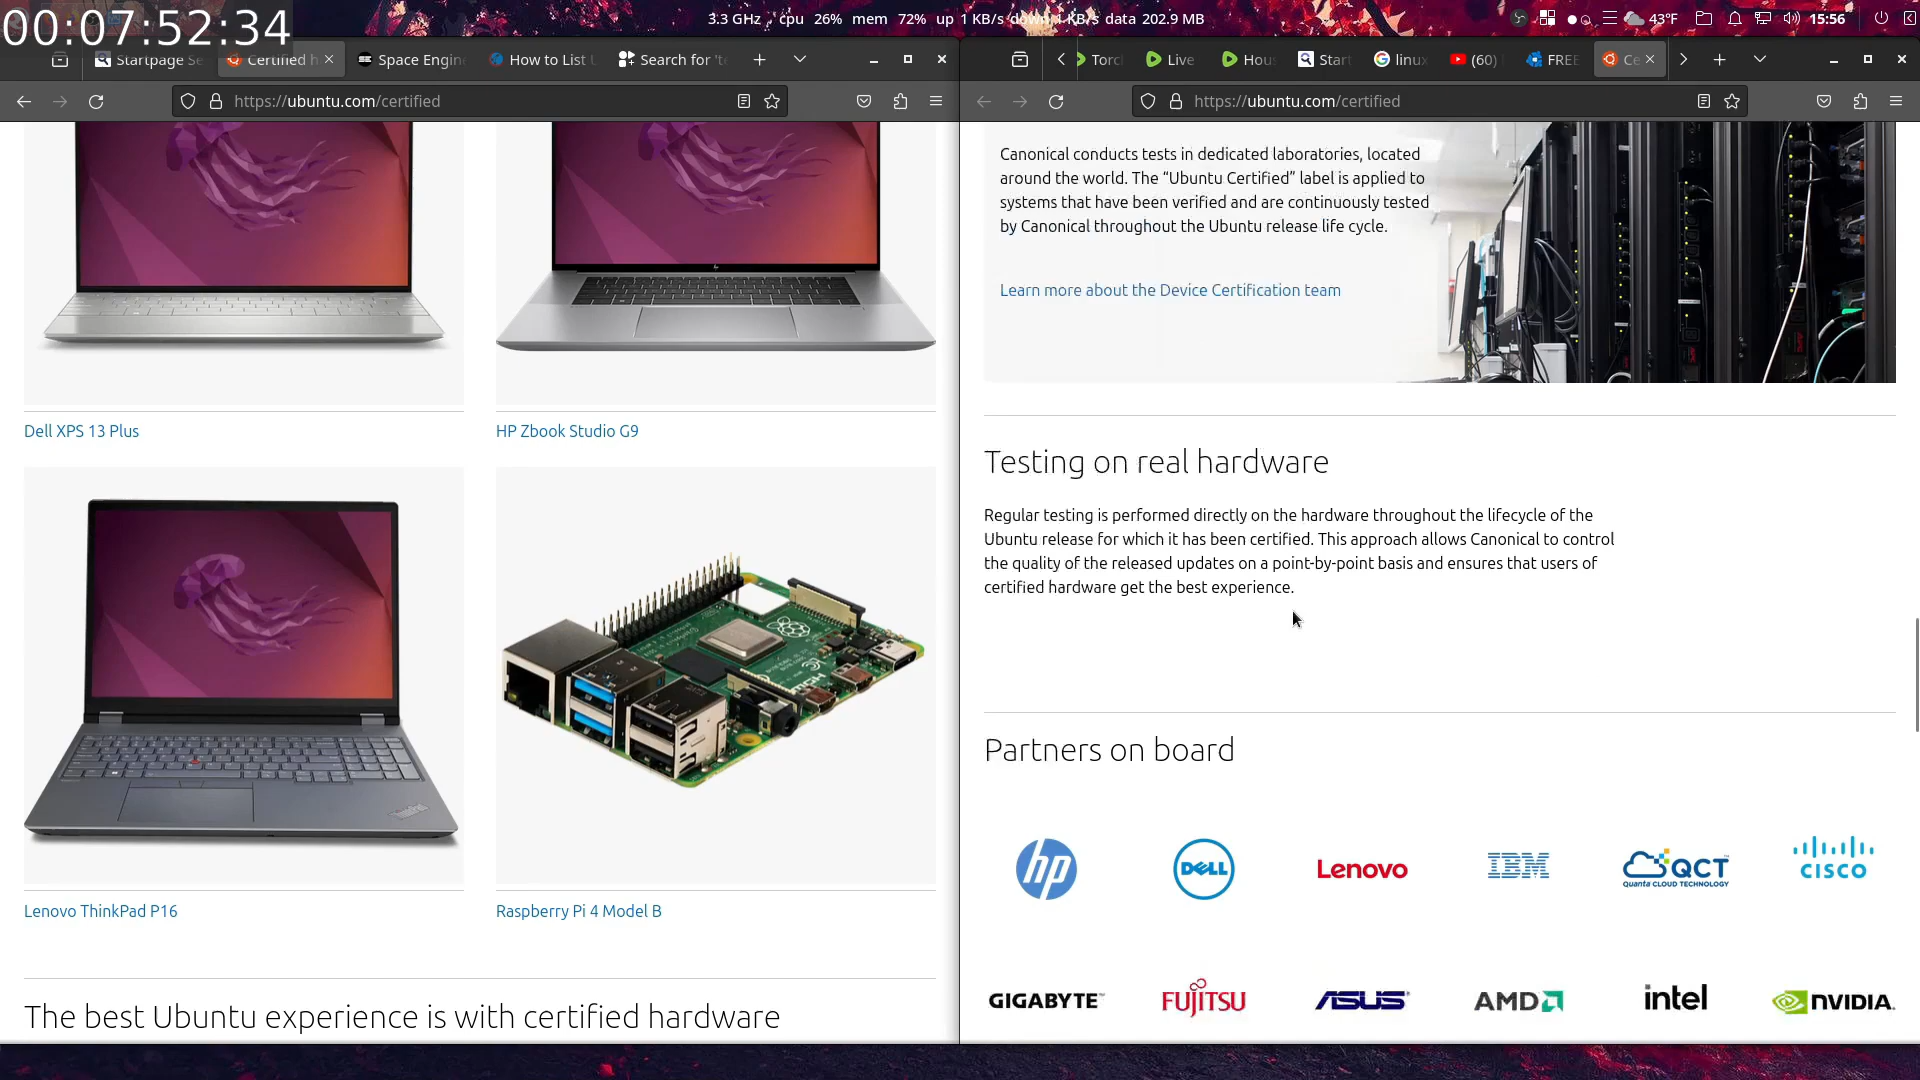 00:07:52:34
3.3 GHz cpu 26% mem 72% up 1 KB/s down 1 KB/s data 202.9 MB
43°F
15:56
Startpage Se
Certified h
Space Engin
How to List U
Search for 'te
Torc
Live
Hou
Start
linux
(60)
FREE
Ce
https://ubuntu.com/certified
https://ubuntu.com/certified
Dell XPS 13 Plus
HP Zbook Studio G9
Lenovo ThinkPad P16
Raspberry Pi 4 Model B
The best Ubuntu experience is with certified hardware
Canonical conducts tests in dedicated laboratories, located
around the world. The “Ubuntu Certified” label is applied to
systems that have been verified and are continuously tested
by Canonical throughout the Ubuntu release life cycle.
Learn more about the Device Certification team
Testing on real hardware
Regular testing is performed directly on the hardware throughout the lifecycle of the
Ubuntu release for which it has been certified. This approach allows Canonical to control
the quality of the released updates on a point-by-point basis and ensures that users of
certified hardware get the best experience.
Partners on board
hp
DELL
Lenovo
IBM
QCT
Quanta CLOUD TECHNOLOGY
CISCO
GIGABYTE™
FUJITSU
ASUS
AMD
intel
NVIDIA.